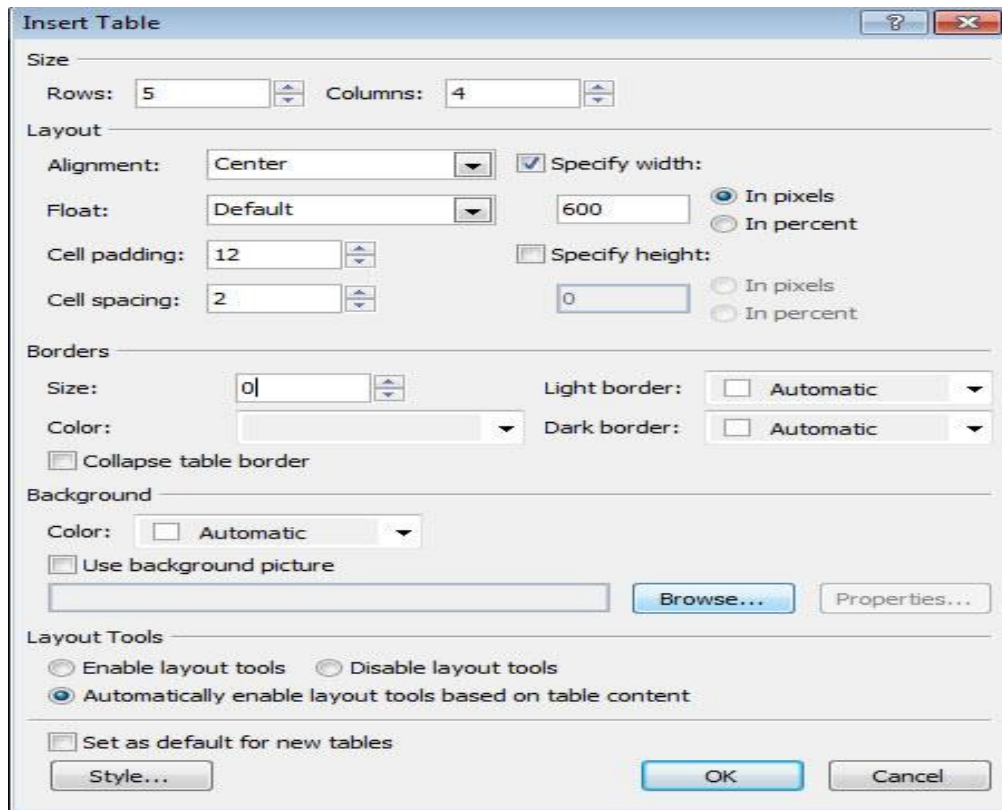 Insert Table
Size
Rows: 5 Columns: 4
Layout
Alignment: Center Specify width:
Float: Default 600 In pixels
In percent
Cell padding: 12 Specify height:
Cell spacing: 2 0 In pixels
In percent
Borders
Size: 0 Light border: Automatic
Color: Dark border: Automatic
Collapse table border
Background
Color: Automatic
Use background picture
Browse... Properties...
Layout Tools
Enable layout tools Disable layout tools
Automatically enable layout tools based on table content
Set as default for new tables
Style... OK Cancel